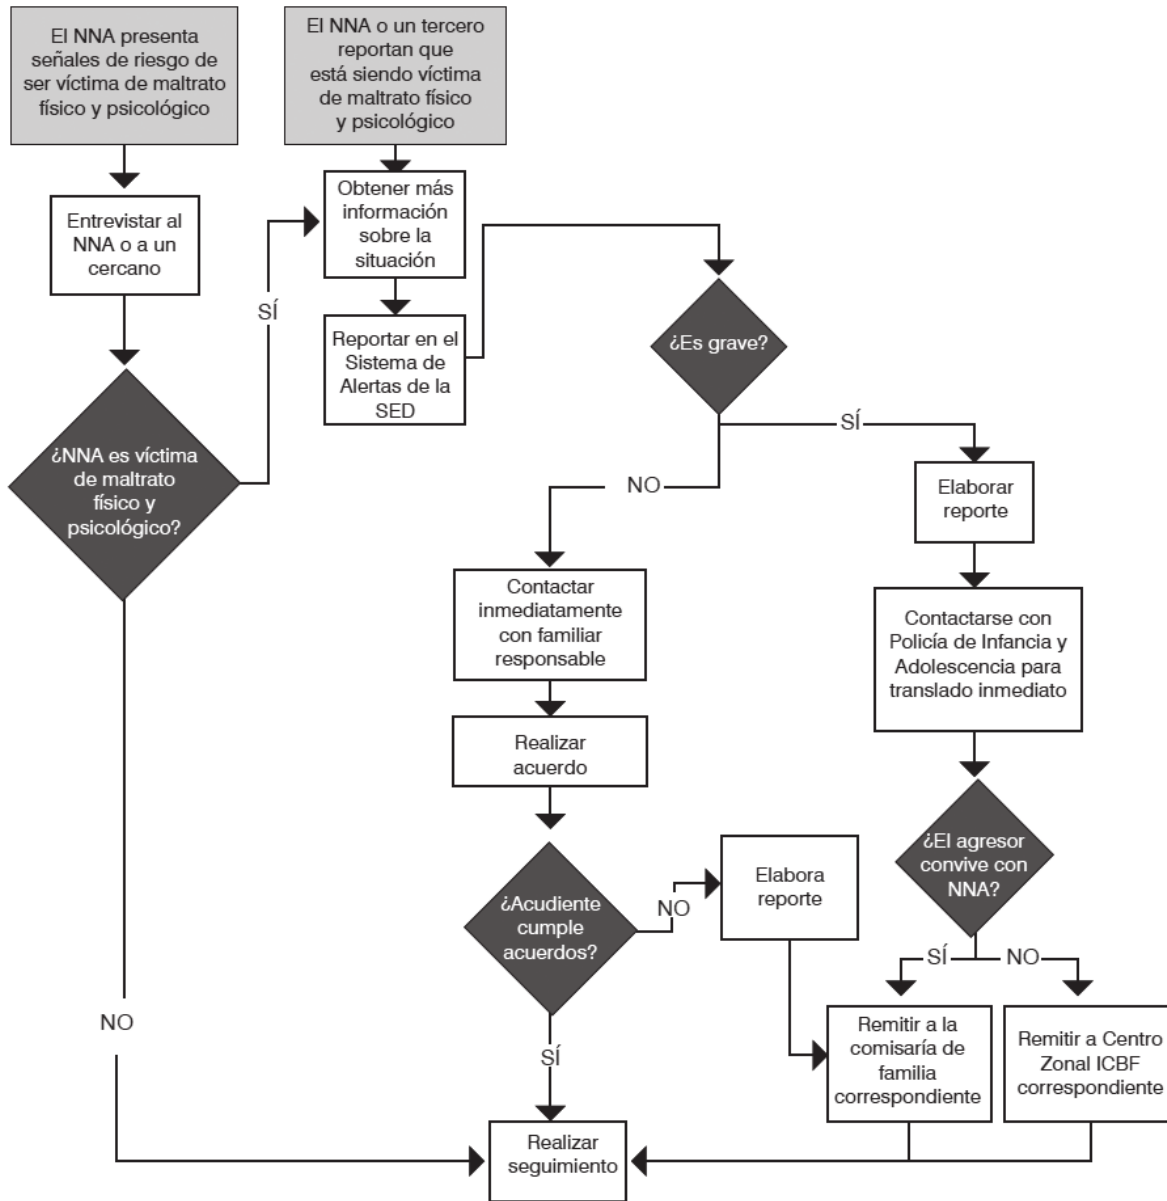 El NNA presenta
señales de riesgo de
ser víctima de maltrato
físico y psicológico
El NNA o un tercero
reportan que
está siendo víctima
de maltrato físico
y psicológico
Entrevistar al
NNA o a un
cercano
Obtener más
información
sobre la
situación
SÍ
Reportar en el
Sistema de
Alertas de la
SED
¿Es grave?
¿NNA es víctima
de maltrato
físico y
psicológico?
SÍ
NO
Elaborar
reporte
Contactar
inmediatamente
con familiar
responsable
Contactarse con
Policía de Infancia y
Adolescencia para
translado inmediato
Realizar
acuerdo
¿El agresor
convive con
NNA?
¿Acudiente
cumple
acuerdos?
NO
Elabora
reporte
SÍ
NO
NO
SÍ
Remitir a la
comisaría de
familia
correspondiente
Remitir a Centro
Zonal ICBF
correspondiente
Realizar
seguimiento